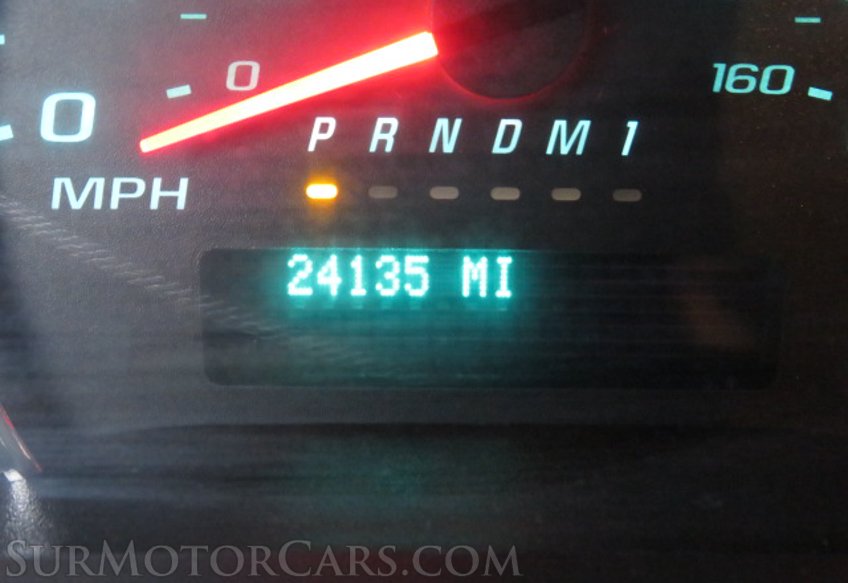 0 160
0
P R N D M 1
MPH
24135 MI
SURMOTORCARS.COM